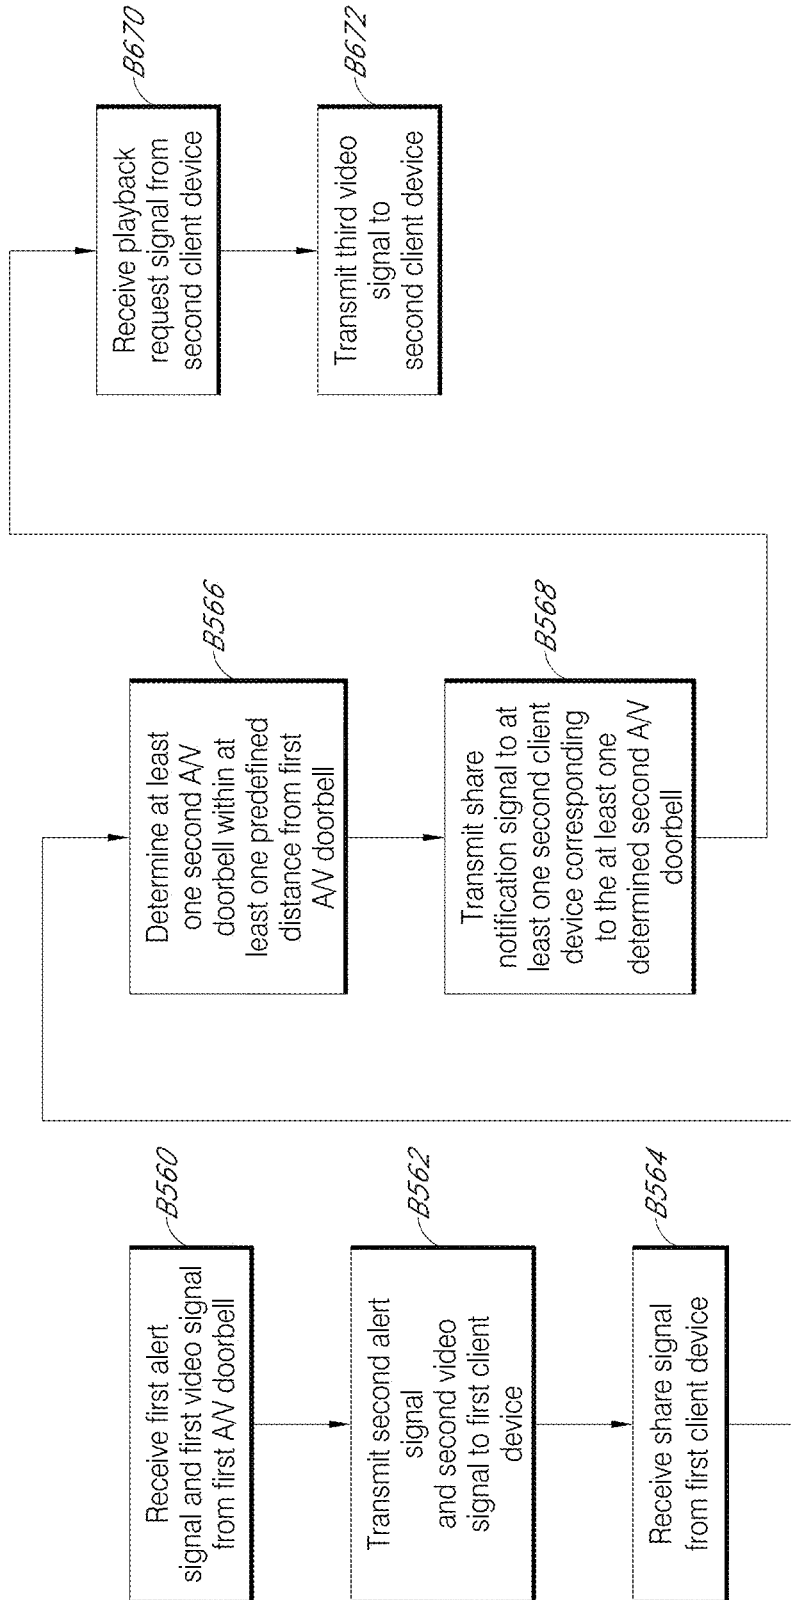 B560
Receive first alert
signal and first video signal
from first A/V doorbell
B562
Transmit second alert
signal
and second video
signal to first client
device
B564
Receive share signal
from first client device
B566
Determine at least
one second A/V
doorbell within at
least one predefined
distance from first
A/V doorbell
B568
Transmit share
notification signal to at
least one second client
device corresponding
to the at least one
determined second A/V
doorbell
B670
Receive playback
request signal from
second client device
B672
Transmit third video
signal to
second client device